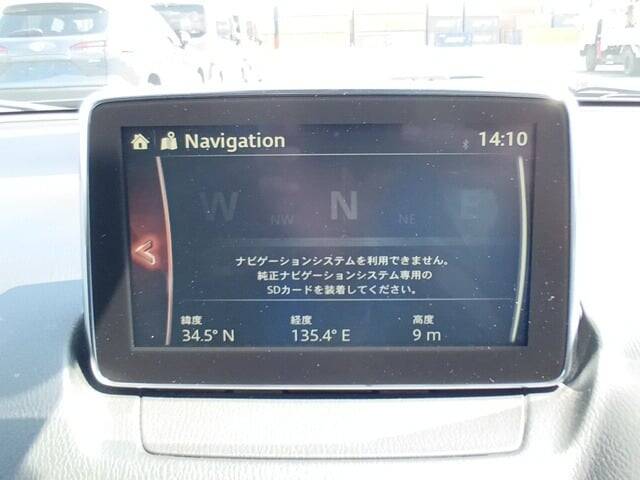 Navigation 14:10
W NW N NE E
ナビゲーションシステムを利用できません。
純正ナビゲーションシステム専用の
SDカードを装着してください。
緯度 経度 高度
34.5° N 135.4° E 9 m